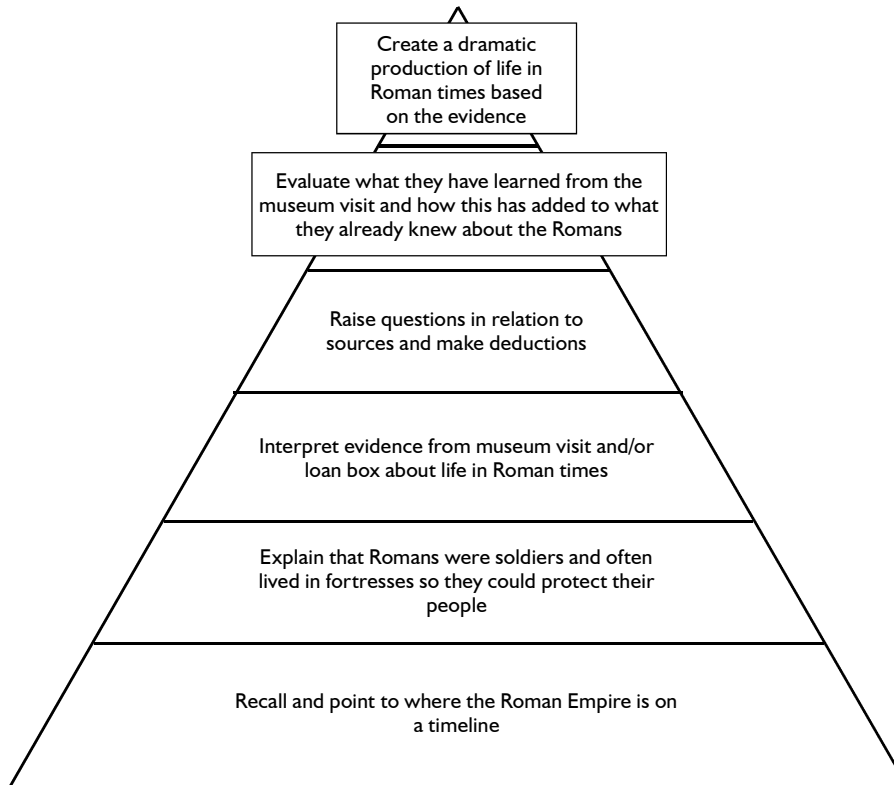 Create a dramatic
production of life in
Roman times based
on the evidence
Evaluate what they have learned from the
museum visit and how this has added to what
they already knew about the Romans
Raise questions in relation to
sources and make deductions
Interpret evidence from museum visit and/or
loan box about life in Roman times
Explain that Romans were soldiers and often
lived in fortresses so they could protect their
people
Recall and point to where the Roman Empire is on
a timeline